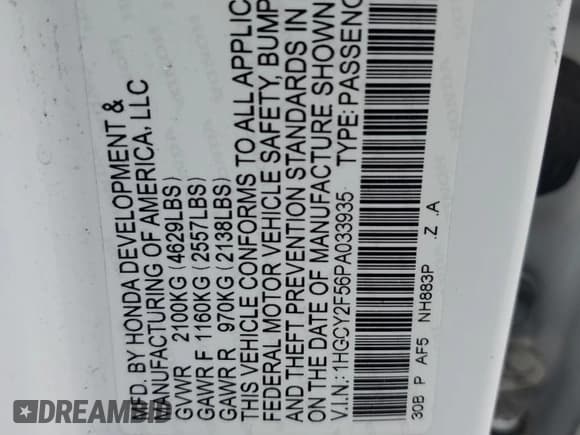 MFD. BY HONDA DEVELOPMENT &
MANUFACTURING OF AMERICA, LLC
GVWR 2100KG (4629LBS)
GAWR F 1160KG (2557LBS)
GAWR R 970KG (2138LBS)
THIS VEHICLE CONFORMS TO ALL APPLIC
FEDERAL MOTOR VEHICLE SAFETY, BUMP
AND THEFT PREVENTION STANDARDS IN
ON THE DATE OF MANUFACTURE SHOWN
V.I.N.: 1HGCY2F56PA033935 TYPE: PASSENG
30B P AF5 NH883P .Z .A
DREAMBID